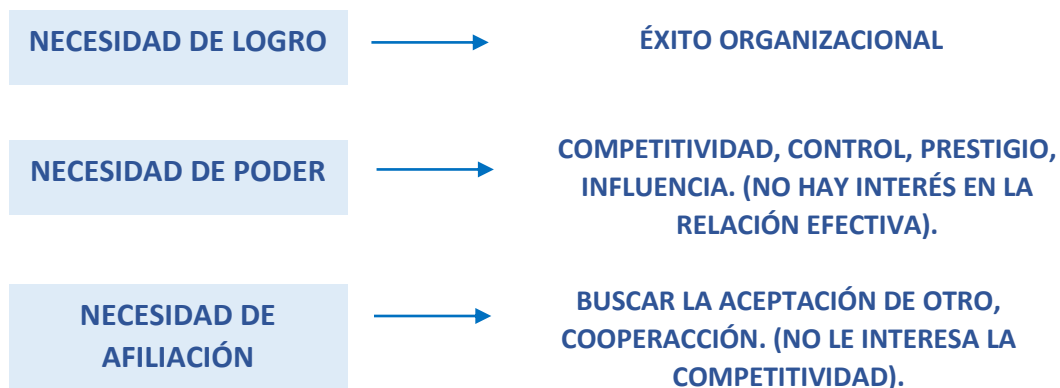 NECESIDAD DE LOGRO
ÉXITO ORGANIZACIONAL
NECESIDAD DE PODER
COMPETITIVIDAD, CONTROL, PRESTIGIO,
INFLUENCIA. (NO HAY INTERÉS EN LA
RELACIÓN EFECTIVA).
NECESIDAD DE
AFILIACIÓN
BUSCAR LA ACEPTACIÓN DE OTRO,
COOPERACCIÓN. (NO LE INTERESA LA
COMPETITIVIDAD).